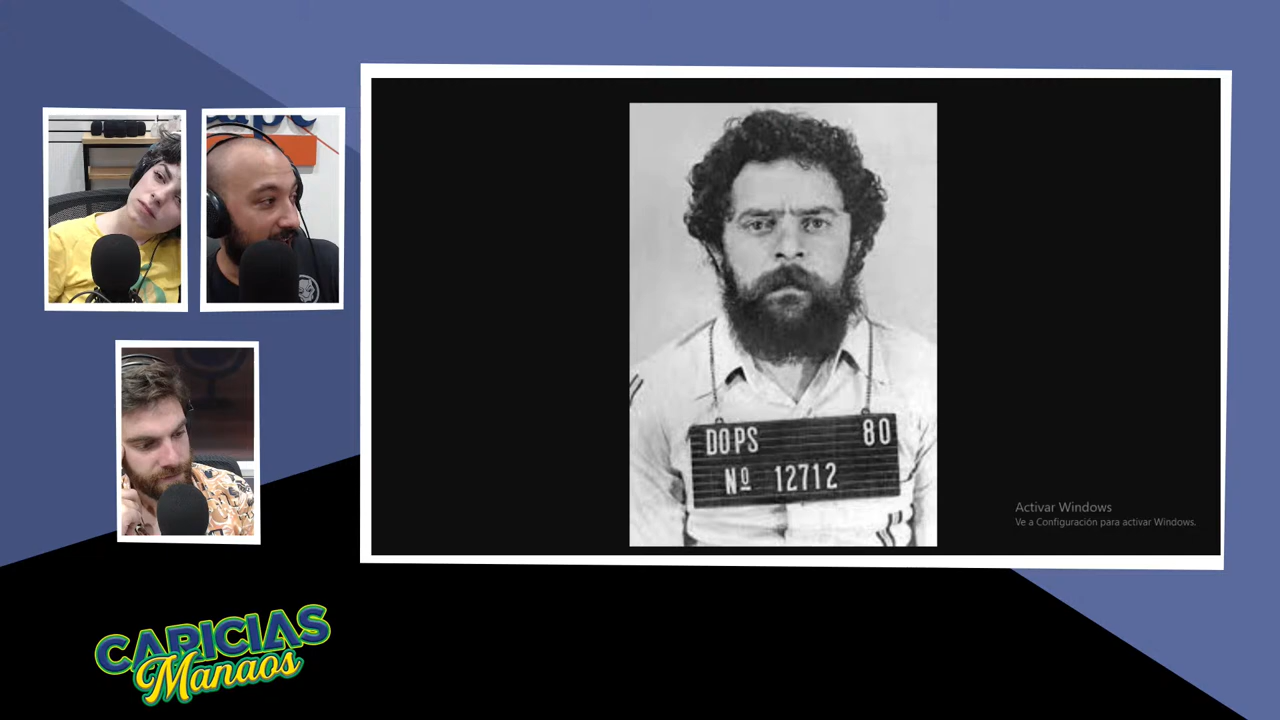 DOPS 80
Nº 12712
Activar Windows
Ve a Configuración para activar Windows.
CARICIAS
Manaos